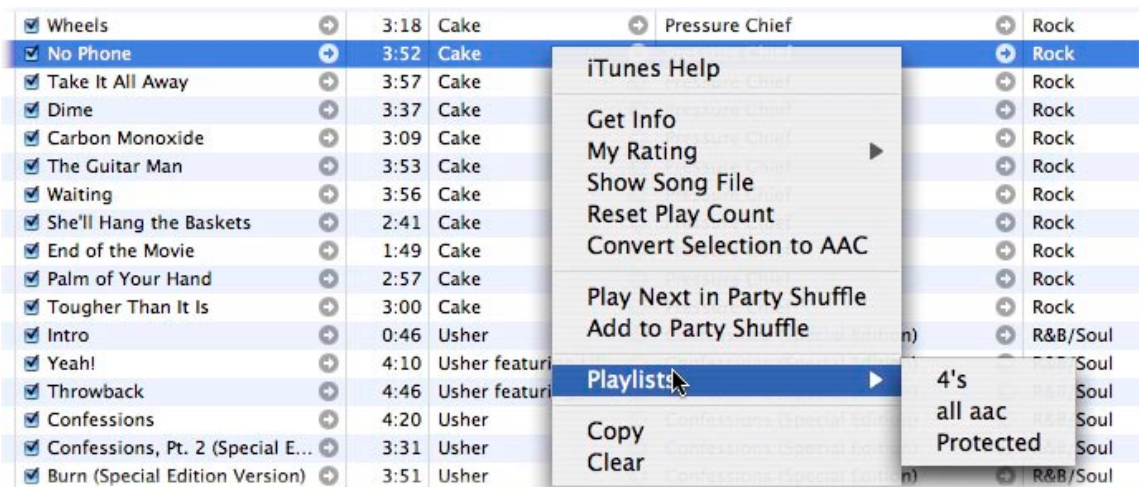 Wheels 3:18 Cake Pressure Chief Rock
No Phone 3:52 Cake Rock
Take It All Away 3:57 Cake Rock
Dime 3:37 Cake Rock
Carbon Monoxide 3:09 Cake Rock
The Guitar Man 3:53 Cake Rock
Waiting 3:56 Cake Rock
She'll Hang the Baskets 2:41 Cake Rock
End of the Movie 1:49 Cake Rock
Palm of Your Hand 2:57 Cake Rock
Tougher Than It Is 3:00 Cake Rock
Intro 0:46 Usher n) R&B/Soul
Yeah! 4:10 Usher featuri Soul
Throwback 4:46 Usher featuri Soul
Confessions 4:20 Usher Soul
Confessions, Pt. 2 (Special E... 3:31 Usher Soul
Burn (Special Edition Version) 3:51 Usher n) R&B/Soul
iTunes Help
Get Info
My Rating
Show Song File
Reset Play Count
Convert Selection to AAC
Play Next in Party Shuffle
Add to Party Shuffle
Playlists
Copy
Clear
4's
all aac
Protected